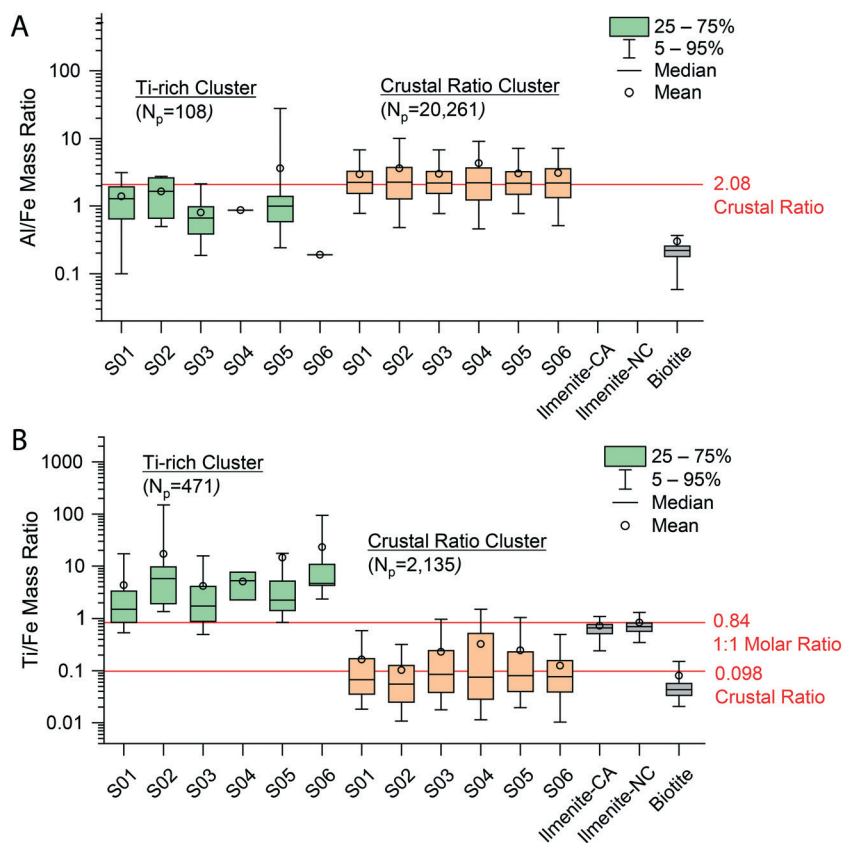 A
25 – 75%
5 – 95%
Median
Mean
Ti-rich Cluster
(Np=108)
Crustal Ratio Cluster
(Np=20,261)
100
10
1
0.1
Al/Fe Mass Ratio
2.08
Crustal Ratio
S01 S02 S03 S04 S05 S06 S01 S02 S03 S04 S05 S06 Ilmenite-CA Ilmenite-NC Biotite
B
25 – 75%
5 – 95%
Median
Mean
Ti-rich Cluster
(Np=471)
Crustal Ratio Cluster
(Np=2,135)
1000
100
10
1
0.1
0.01
Ti/Fe Mass Ratio
0.84
1:1 Molar Ratio
0.098
Crustal Ratio
S01 S02 S03 S04 S05 S06 S01 S02 S03 S04 S05 S06 Ilmenite-CA Ilmenite-NC Biotite